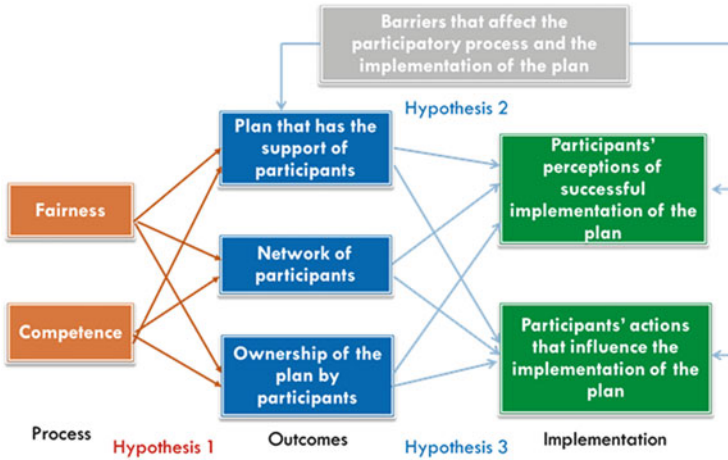 Barriers that affect the
participatory process and the
implementation of the plan
Hypothesis 2
Plan that has the
support of
participants
Participants'
perceptions of
successful
implementation of the
plan
Fairness
Network of
participants
Competence
Ownership of the
plan by
participants
Participants' actions
that influence the
implementation of the
plan
Process
Hypothesis 1
Outcomes
Hypothesis 3
Implementation